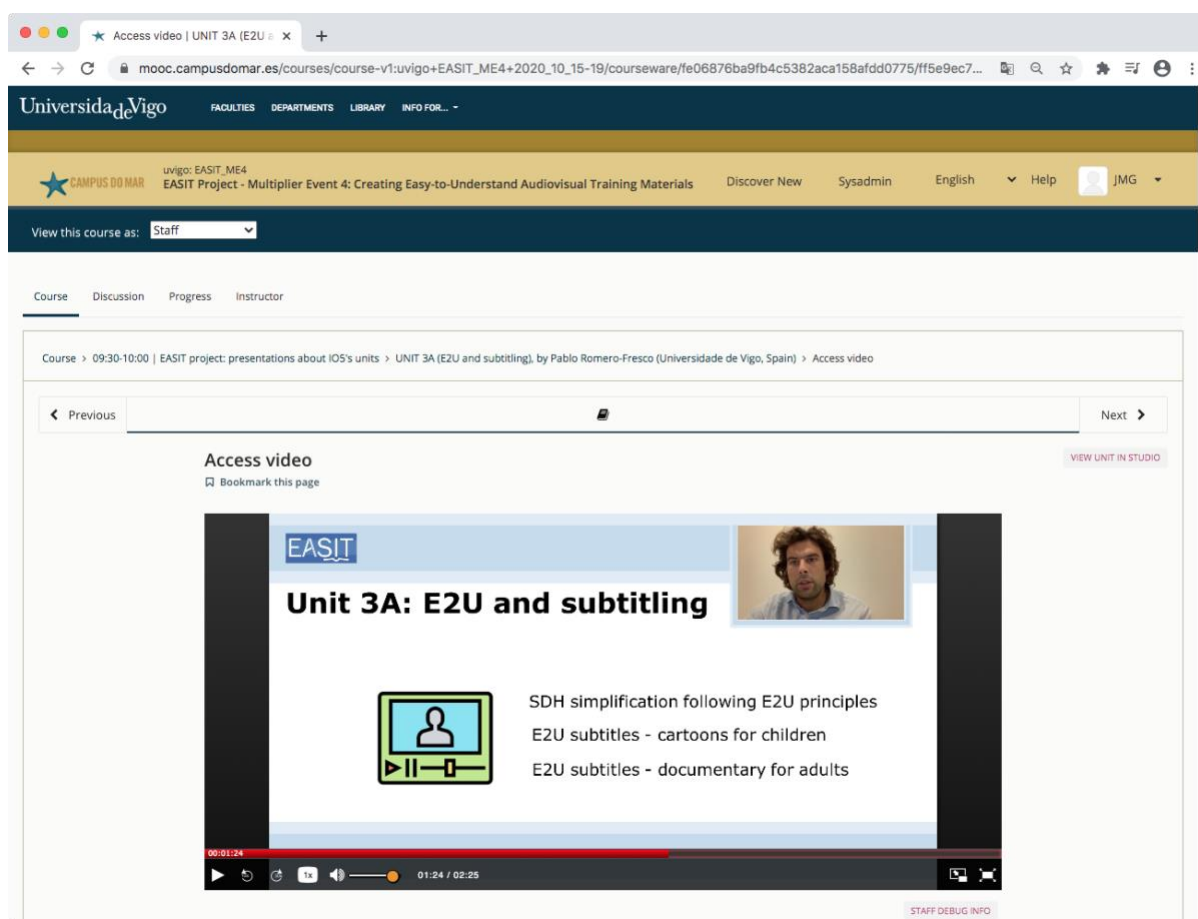 Access video | UNIT 3A (E2U a
mooc.campusdomar.es/courses/course-v1:uvigo+EASIT_ME4+2020_10_15-19/courseware/fe06876ba9fb4c5382aca158afdd0775/ff5e9ec7...
UniversidadeVigo FACULTIES DEPARTMENTS LIBRARY INFO FOR...
CAMPUS DO MAR
uvigo: EASIT_ME4
EASIT Project - Multiplier Event 4: Creating Easy-to-Understand Audiovisual Training Materials Discover New Sysadmin English Help JMG
View this course as: Staff
Course Discussion Progress Instructor
Course > 09:30-10:00 | EASIT project: presentations about IO5's units > UNIT 3A (E2U and subtitling), by Pablo Romero-Fresco (Universidade de Vigo, Spain) > Access video
Previous Next
Access video VIEW UNIT IN STUDIO
Bookmark this page
EASIT
Unit 3A: E2U and subtitling
SDH simplification following E2U principles
E2U subtitles - cartoons for children
E2U subtitles - documentary for adults
00:01:24
1x 01:24 / 02:25
STAFF DEBUG INFO